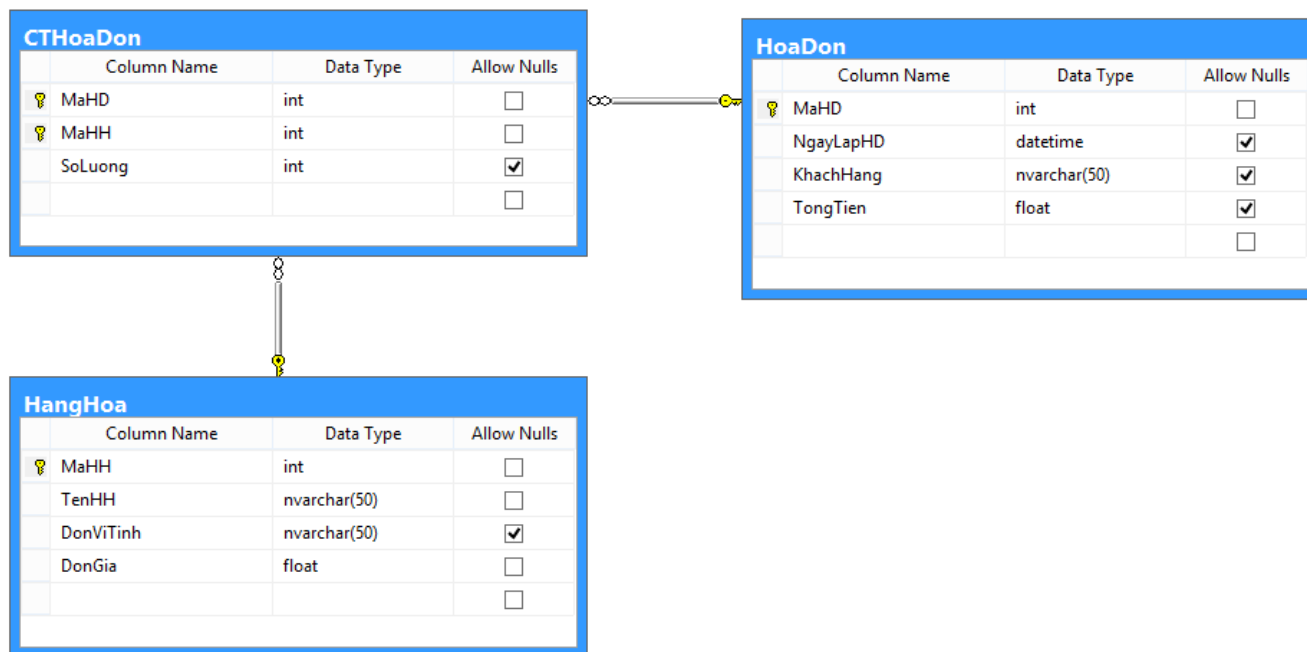 CTHoaDon
Column Name Data Type Allow Nulls
MaHD int
MaHH int
SoLuong int
HoaDon
Column Name Data Type Allow Nulls
MaHD int
NgayLapHD datetime
KhachHang nvarchar(50)
TongTien float
HangHoa
Column Name Data Type Allow Nulls
MaHH int
TenHH nvarchar(50)
DonViTinh nvarchar(50)
DonGia float